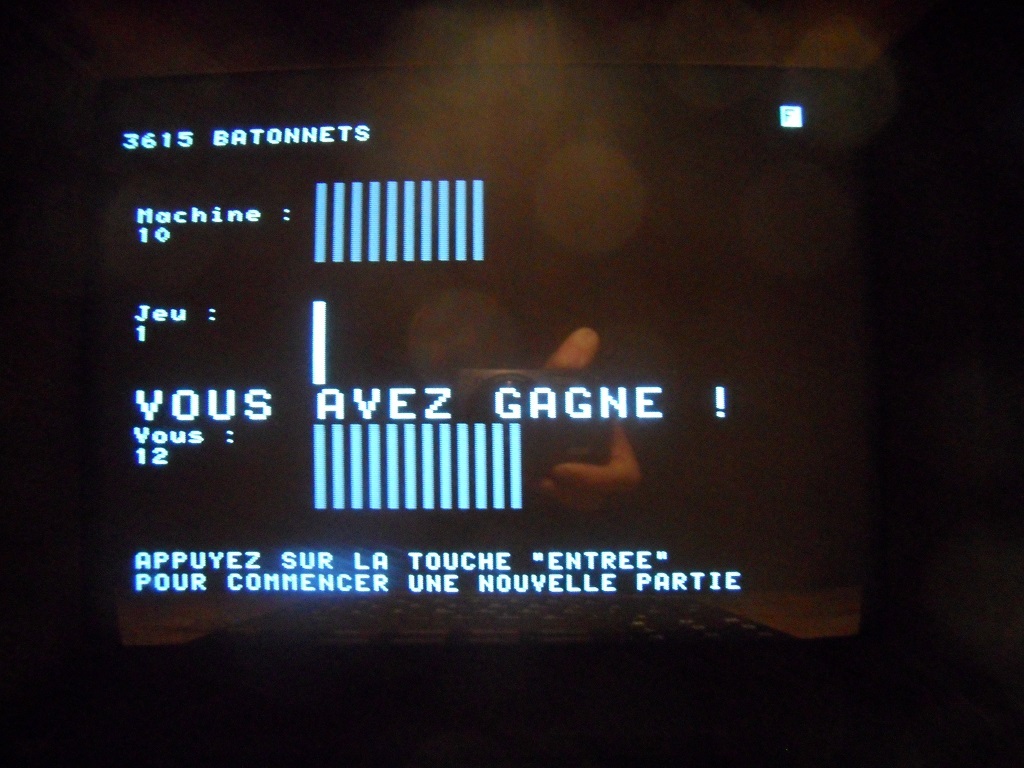 F
3615 BATONNETS
Machine :
10
Jeu :
1
VOUS AVEZ GAGNE !
Vous :
12
APPUYEZ SUR LA TOUCHE "ENTREE"
POUR COMMENCER UNE NOUVELLE PARTIE